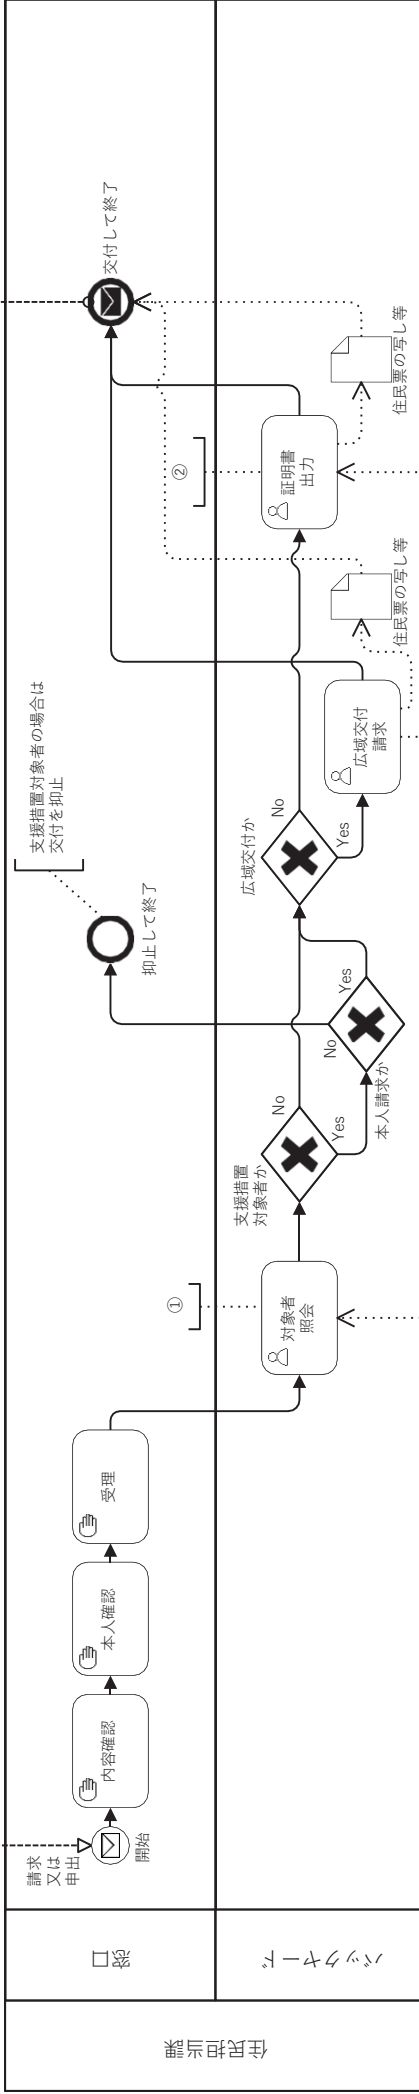 住民担当課
窓口
バックヤード
請求
又は
申出
開始
内容確認
本人確認
受理
①
対象者
照会
支援措置
対象者か
No
Yes
本人請求か
No
Yes
抑止して終了
支援措置対象者の場合は
交付を抑止
広域交付か
No
Yes
広域交付
請求
住民票の写し等
②
証明書
出力
住民票の写し等
交付して終了